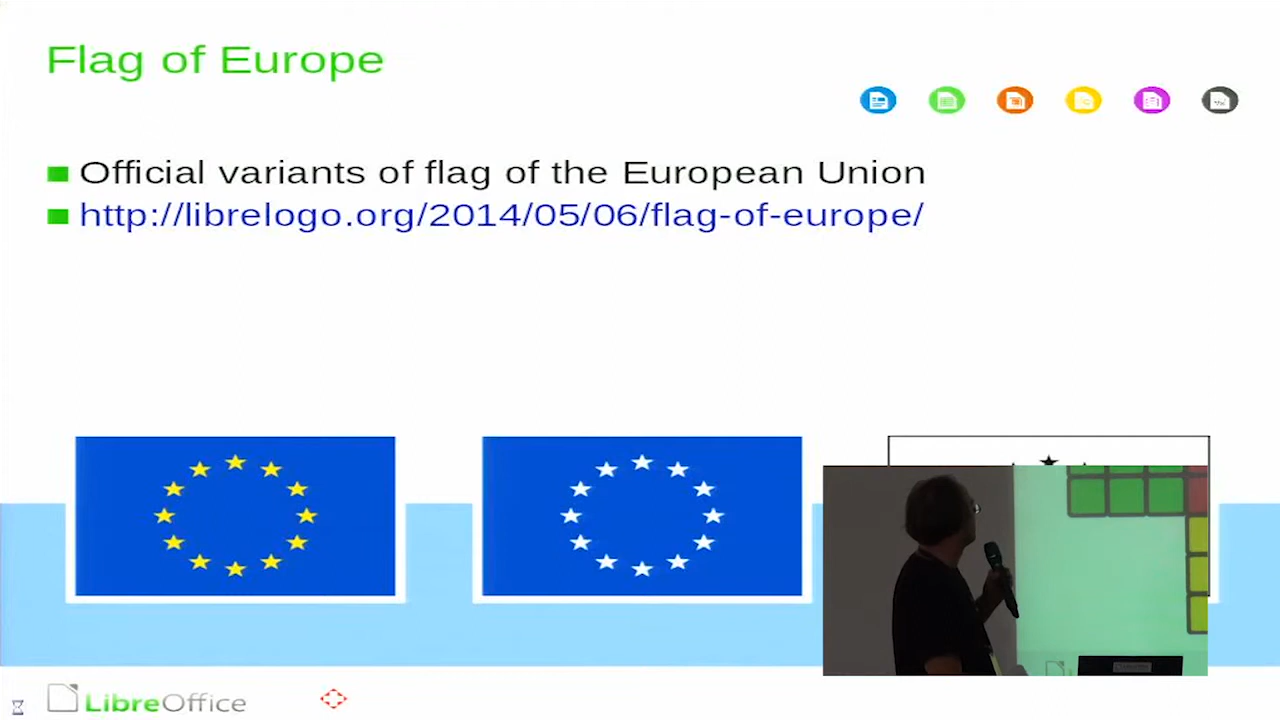 Flag of Europe
Official variants of flag of the European Union
http://librelogo.org/2014/05/06/flag-of-europe/
LibreOffice